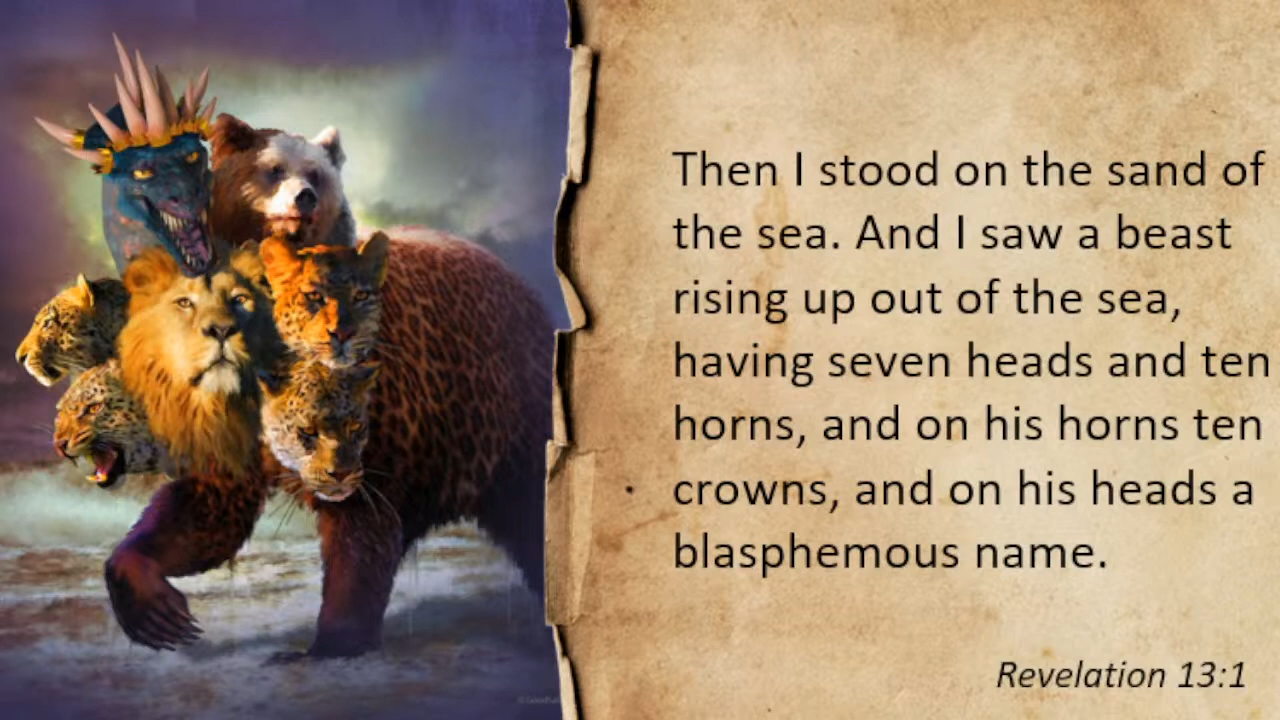 Then I stood on the sand of
the sea. And I saw a beast
rising up out of the sea,
having seven heads and ten
horns, and on his horns ten
crowns, and on his heads a
blasphemous name.
Revelation 13:1